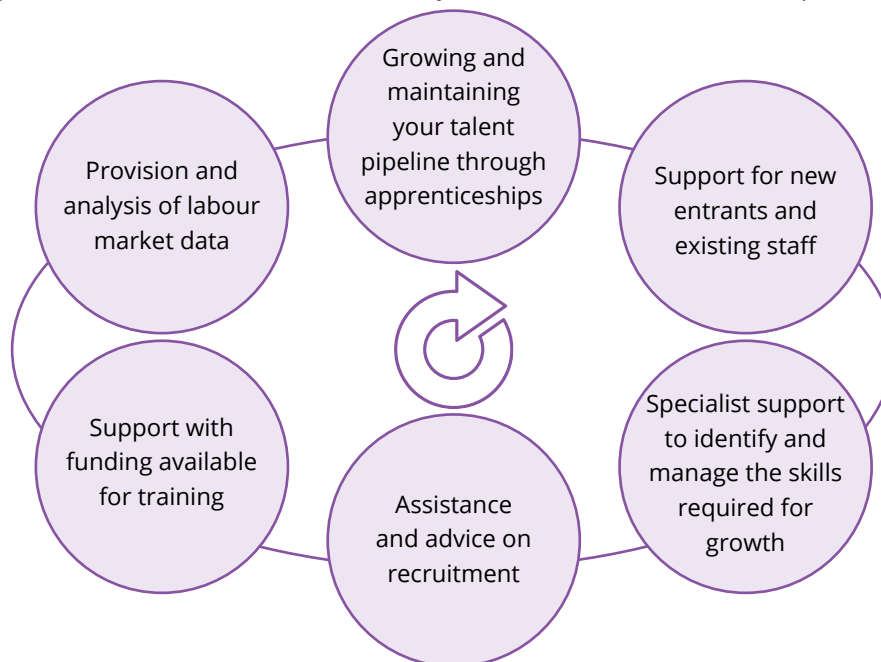 Growing and
maintaining
your talent
pipeline through
apprenticeships
Support for new
entrants and
existing staff
Specialist support
to identify and
manage the skills
required for
growth
Assistance
and advice on
recruitment
Support with
funding available
for training
Provision and
analysis of labour
market data